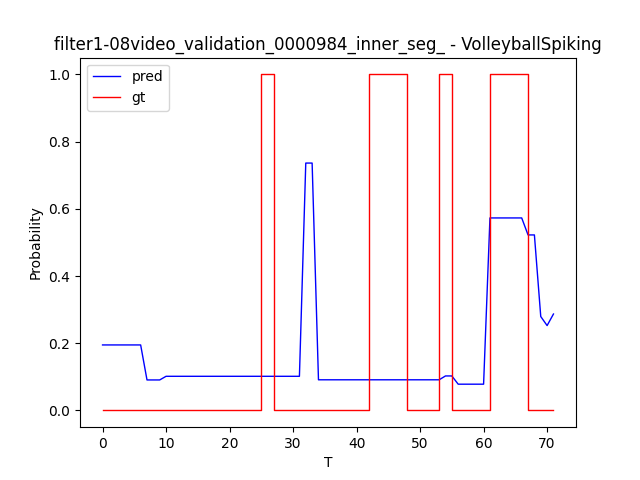 filter1-08video_validation_0000984_inner_seg_ - VolleyballSpiking
pred
gt
1.0
0.8
0.6
0.4
0.2
0.0
Probability
0 10 20 30 40 50 60 70
T